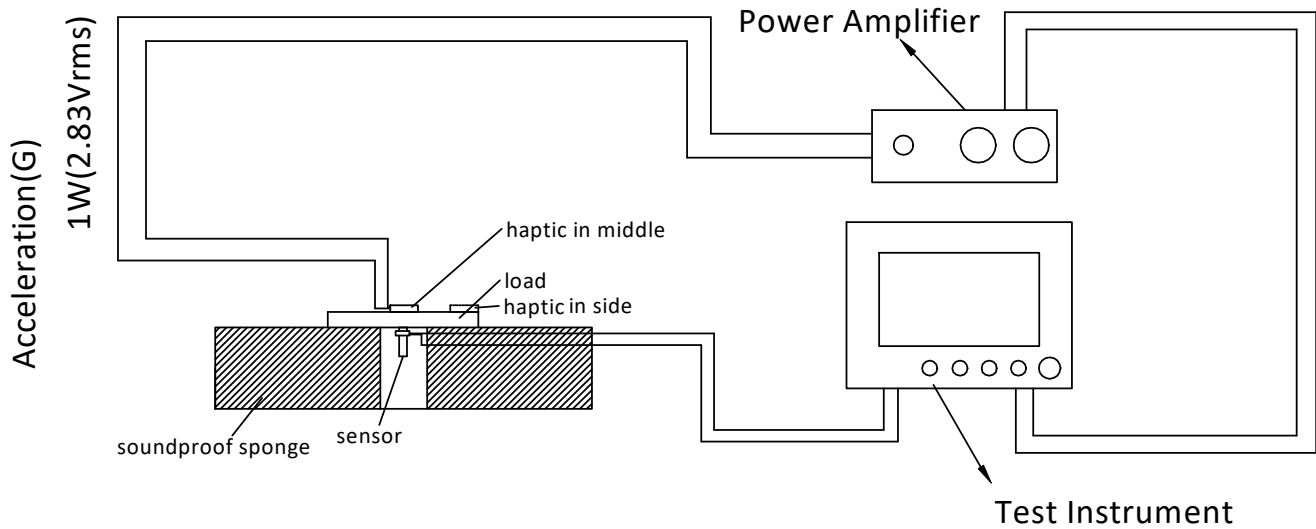 Acceleration(G)
1W(2.83Vrms)
Power Amplifier
haptic in middle
load
haptic in side
sensor
soundproof sponge
Test Instrument